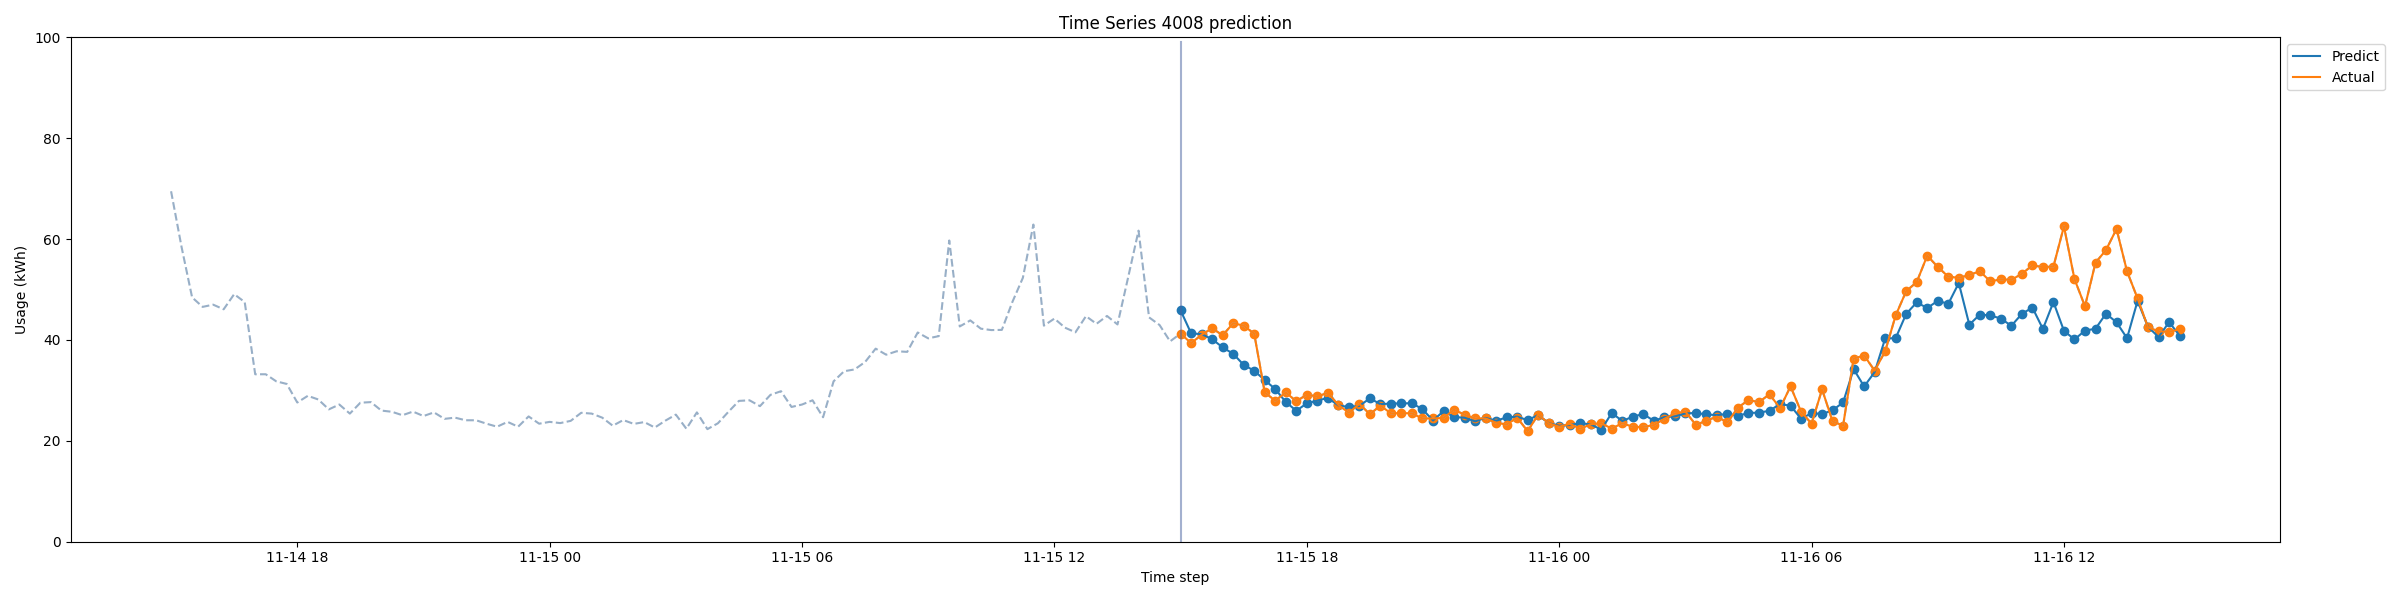 Time Series 4008 prediction
Predict
Actual
Usage (kWh)
100
80
60
40
20
0
11-14 18
11-15 00
11-15 06
11-15 12
11-15 18
11-16 00
11-16 06
11-16 12
Time step